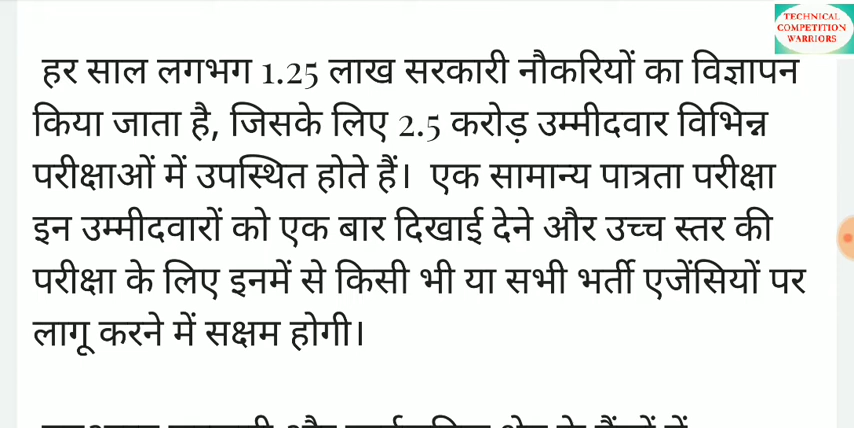 TECHNICAL
COMPETITION
WARRIORS
हर साल लगभग 1.25 लाख सरकारी नौकरियों का विज्ञापन
किया जाता है, जिसके लिए 2.5 करोड़ उम्मीदवार विभिन्न
परीक्षाओं में उपस्थित होते हैं। एक सामान्य पात्रता परीक्षा
इन उम्मीदवारों को एक बार दिखाई देने और उच्च स्तर की
परीक्षा के लिए इनमें से किसी भी या सभी भर्ती एजेंसियों पर
लागू करने में सक्षम होगी।